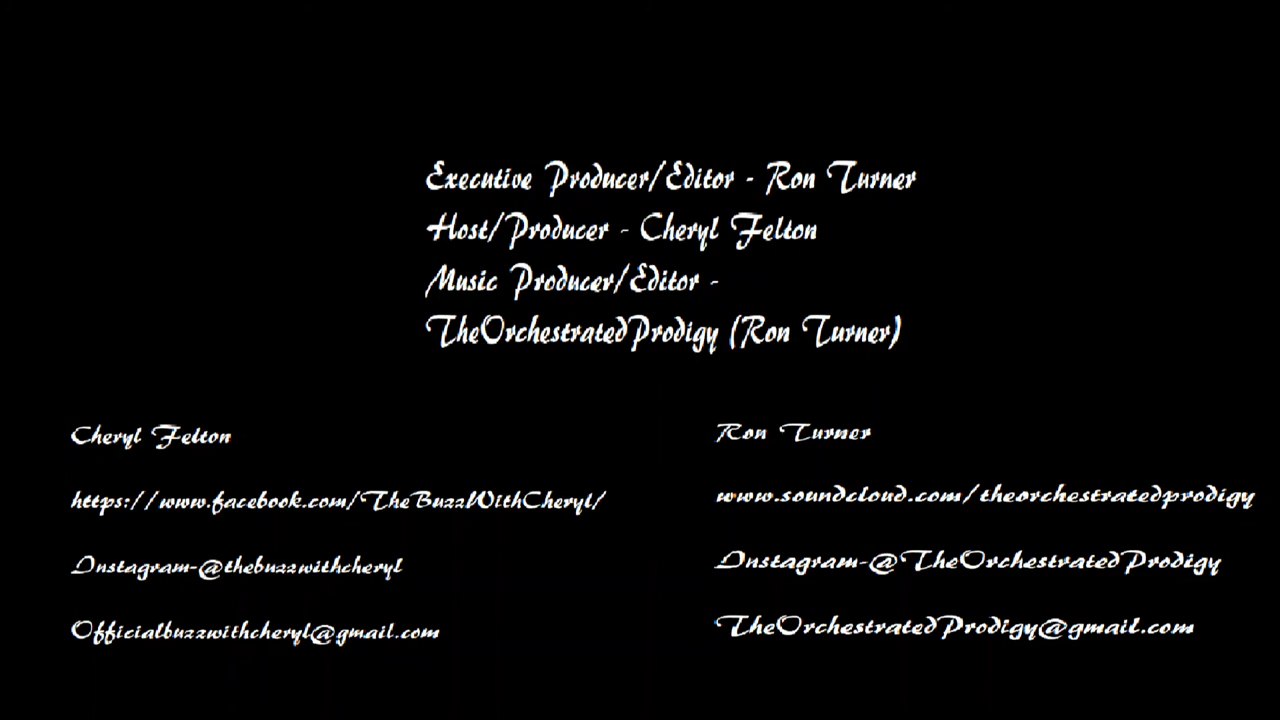 Executive Producer/Editor - Ron Turner
Host/Producer - Cheryl Felton
Music Producer/Editor -
TheOrchestratedProdigy (Ron Turner)
Cheryl Felton
https://www.facebook.com/TheBuzzWithCheryl/
Instagram-@thebuzzwithcheryl
Officialbuzzwithcheryl@gmail.com
Ron Turner
www.soundcloud.com/theorchestratedprodigy
Instagram-@TheOrchestratedProdigy
TheOrchestratedProdigy@gmail.com